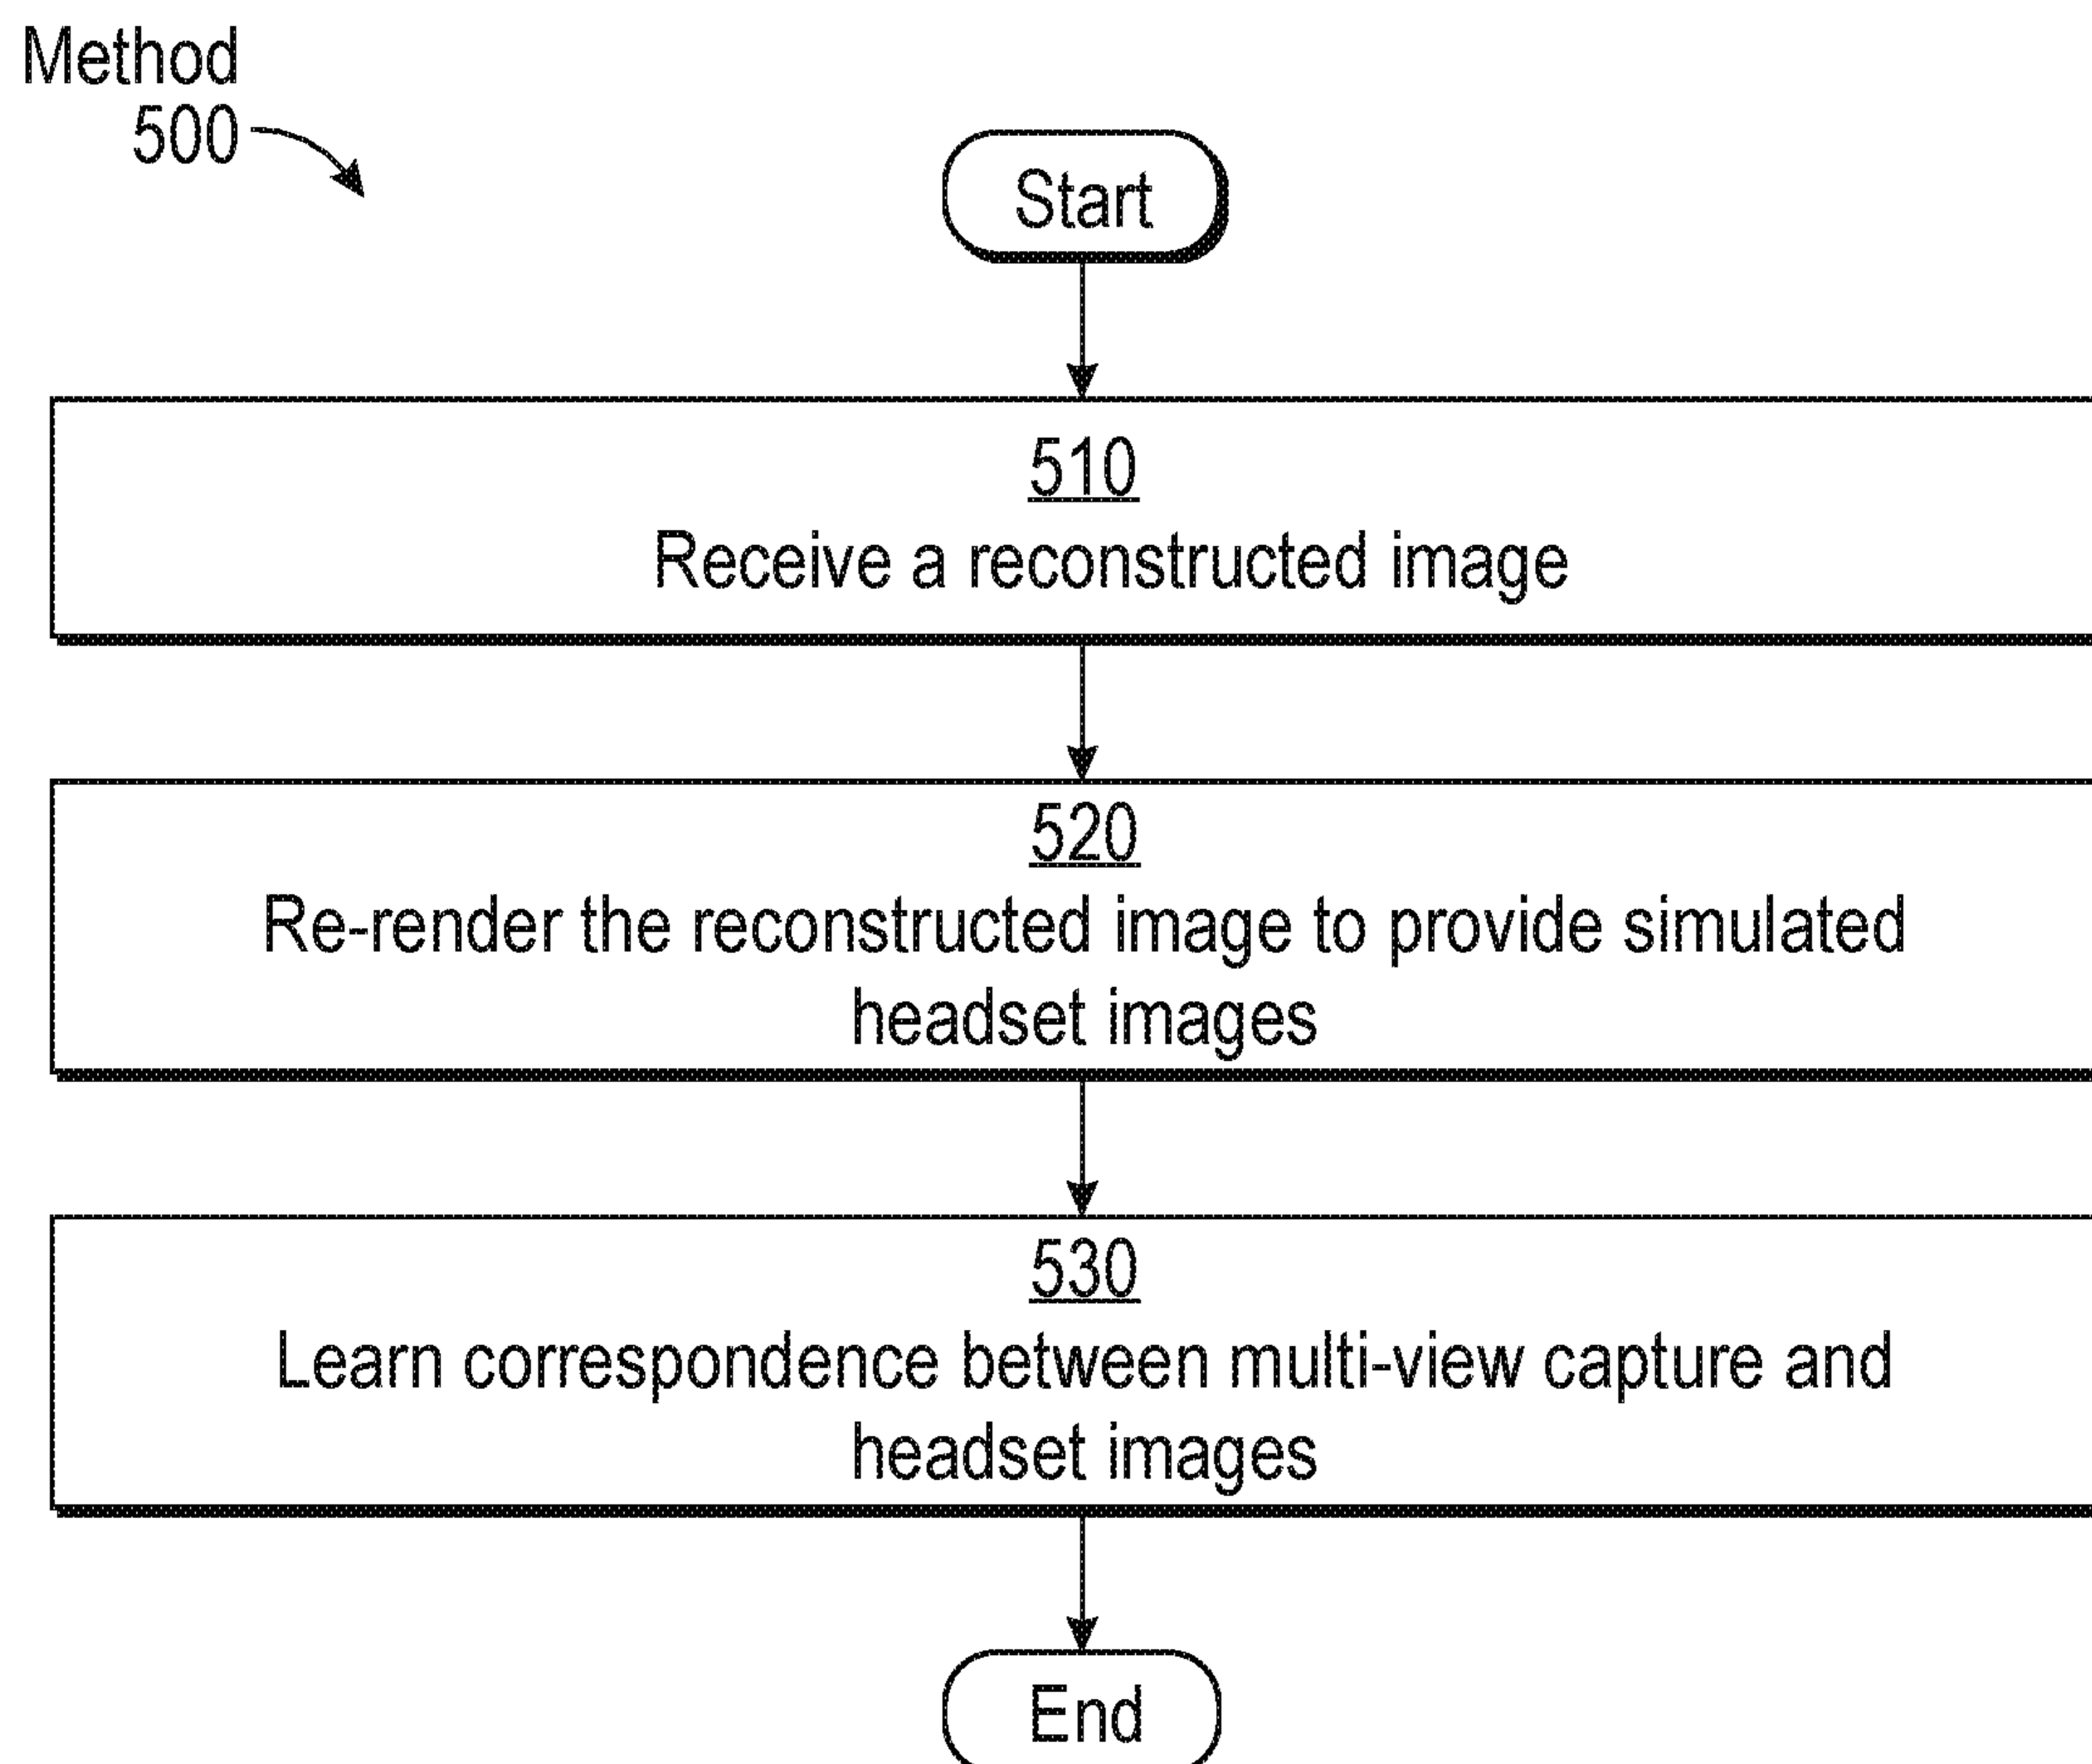 Method
500
Start
510
Receive a reconstructed image
520
Re-render the reconstructed image to provide simulated
headset images
530
Learn correspondence between multi-view capture and
headset images
End